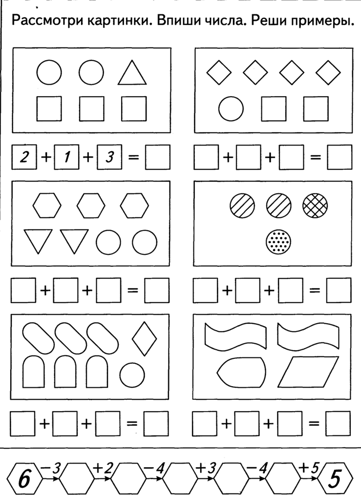 Рассмотри картинки. Впиши числа. Реши примеры.
2 + 1 + 3 = + + =
+ + = + + =
+ + = + + =
6 −3 +2 −4 +3 −4 +5 5